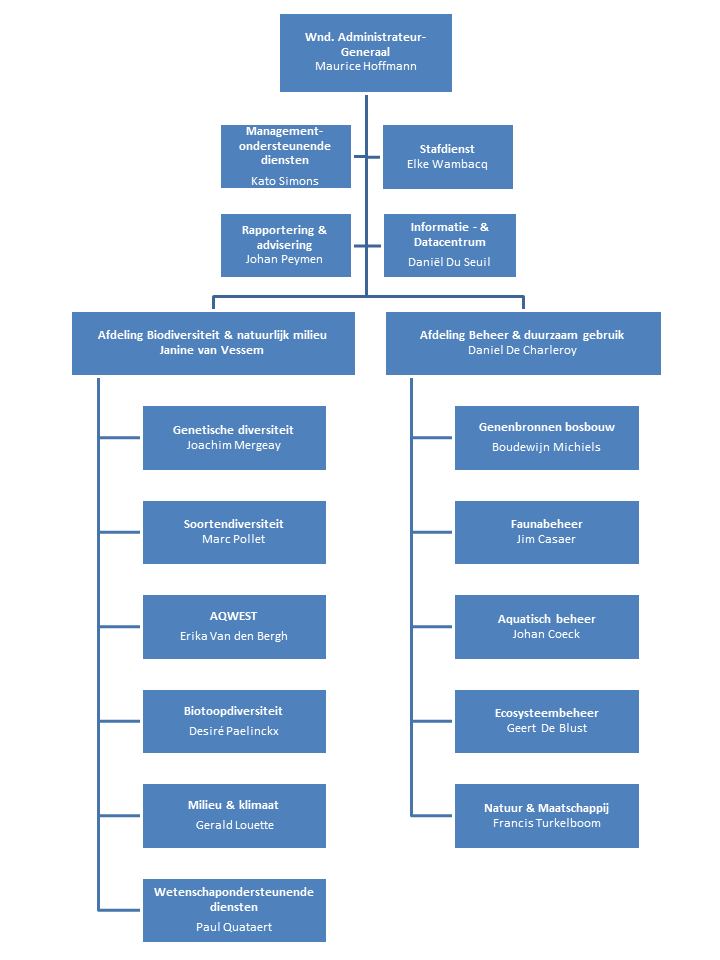 Wnd. Administrateur-
Generaal
Maurice Hoffmann
Management-
ondersteunende
diensten
Kato Simons
Stafdienst
Elke Wambacq
Rapportering &
advisering
Johan Peymen
Informatie - &
Datacentrum
Daniël Du Seuil
Afdeling Biodiversiteit & natuurlijk milieu
Janine van Vessem
Afdeling Beheer & duurzaam gebruik
Daniel De Charleroy
Genetische diversiteit
Joachim Mergeay
Soortendiversiteit
Marc Pollet
AQWEST
Erika Van den Bergh
Biotoopdiversiteit
Desiré Paelinckx
Milieu & klimaat
Gerald Louette
Wetenschapondersteunende
diensten
Paul Quataert
Genenbronnen bosbouw
Boudewijn Michiels
Faunabeheer
Jim Casaer
Aquatisch beheer
Johan Coeck
Ecosysteembeheer
Geert De Blust
Natuur & Maatschappij
Francis Turkelboom